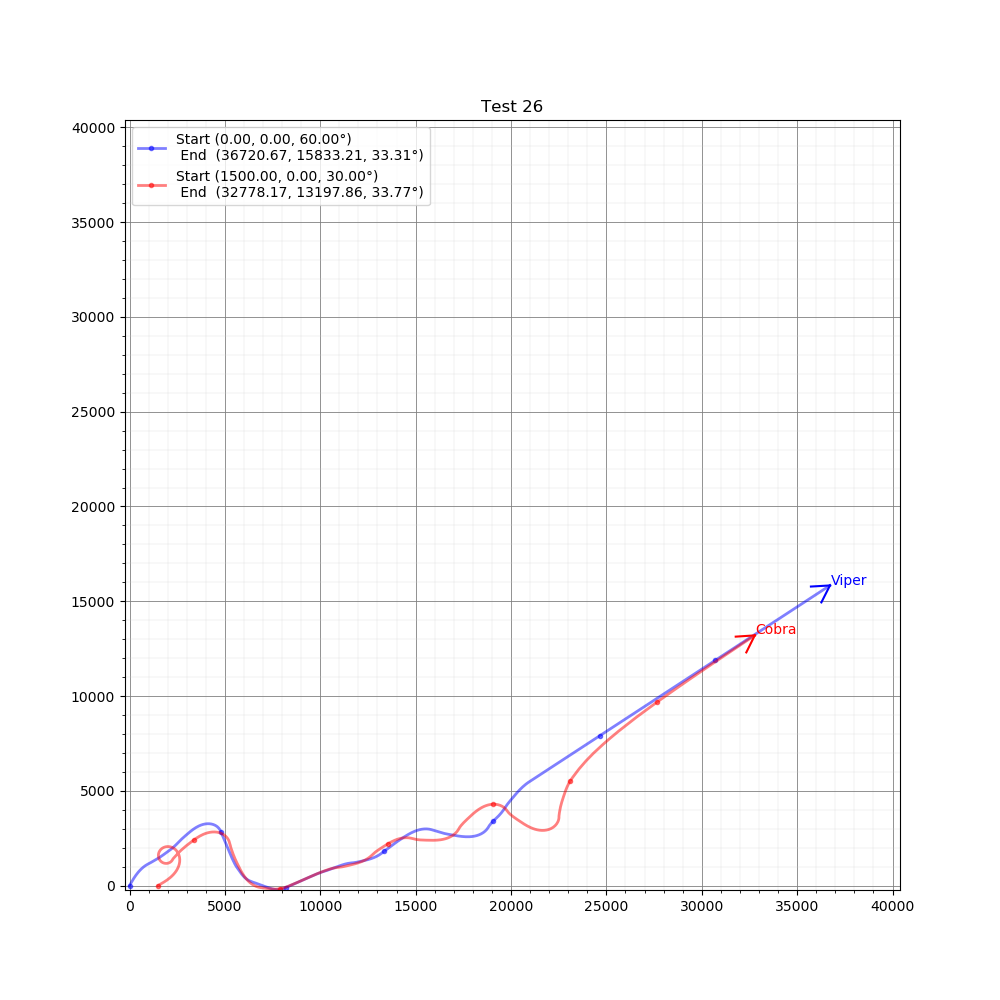 Test 26
40000
35000
30000
25000
20000
15000
10000
5000
0
Start (0.00, 0.00, 60.00°)
End (36720.67, 15833.21, 33.31°)
Start (1500.00, 0.00, 30.00°)
End (32778.17, 13197.86, 33.77°)
Viper
Cobra
0 5000 10000 15000 20000 25000 30000 35000 40000